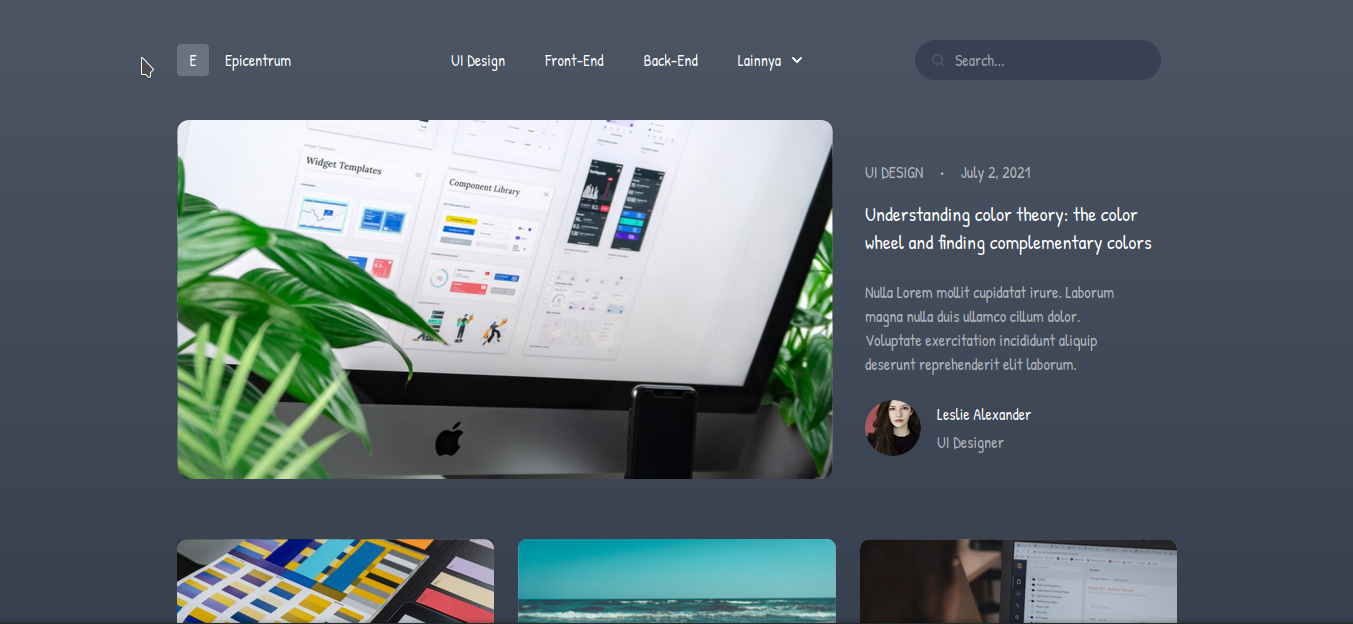 E Epicentrum UI Design Front-End Back-End Lainnya Search...
Widget Templates
Component Library
UI DESIGN • July 2, 2021
Understanding color theory: the color
wheel and finding complementary colors
Nulla Lorem mollit cupidatat irure. Laborum
magna nulla duis ullamco cillum dolor.
Voluptate exercitation incididunt aliquip
deserunt reprehenderit elit laborum.
Leslie Alexander
UI Designer